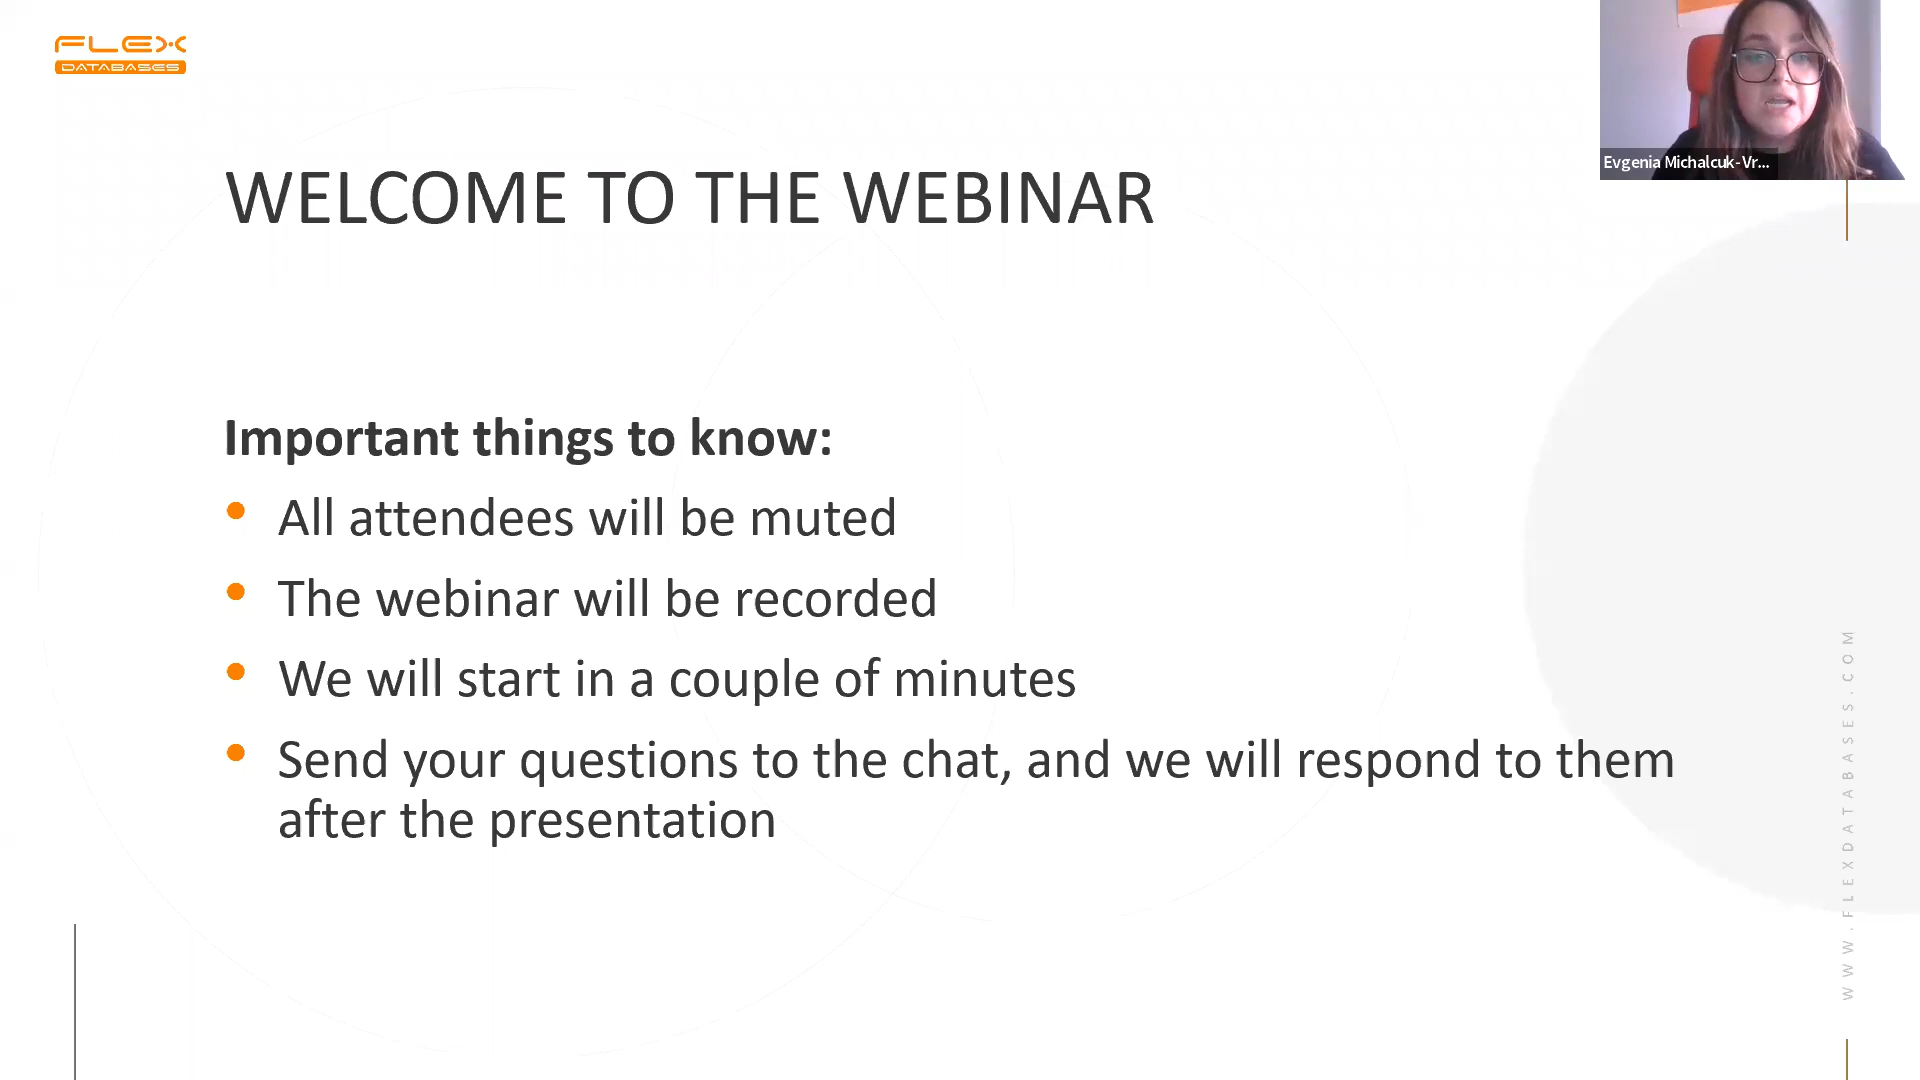 FLEX
DATABASES
Evgenia Michalcuk-Vr...
WELCOME TO THE WEBINAR
Important things to know:
• All attendees will be muted
• The webinar will be recorded
• We will start in a couple of minutes
• Send your questions to the chat, and we will respond to them
after the presentation
WWW.FLEXDATABASES.COM